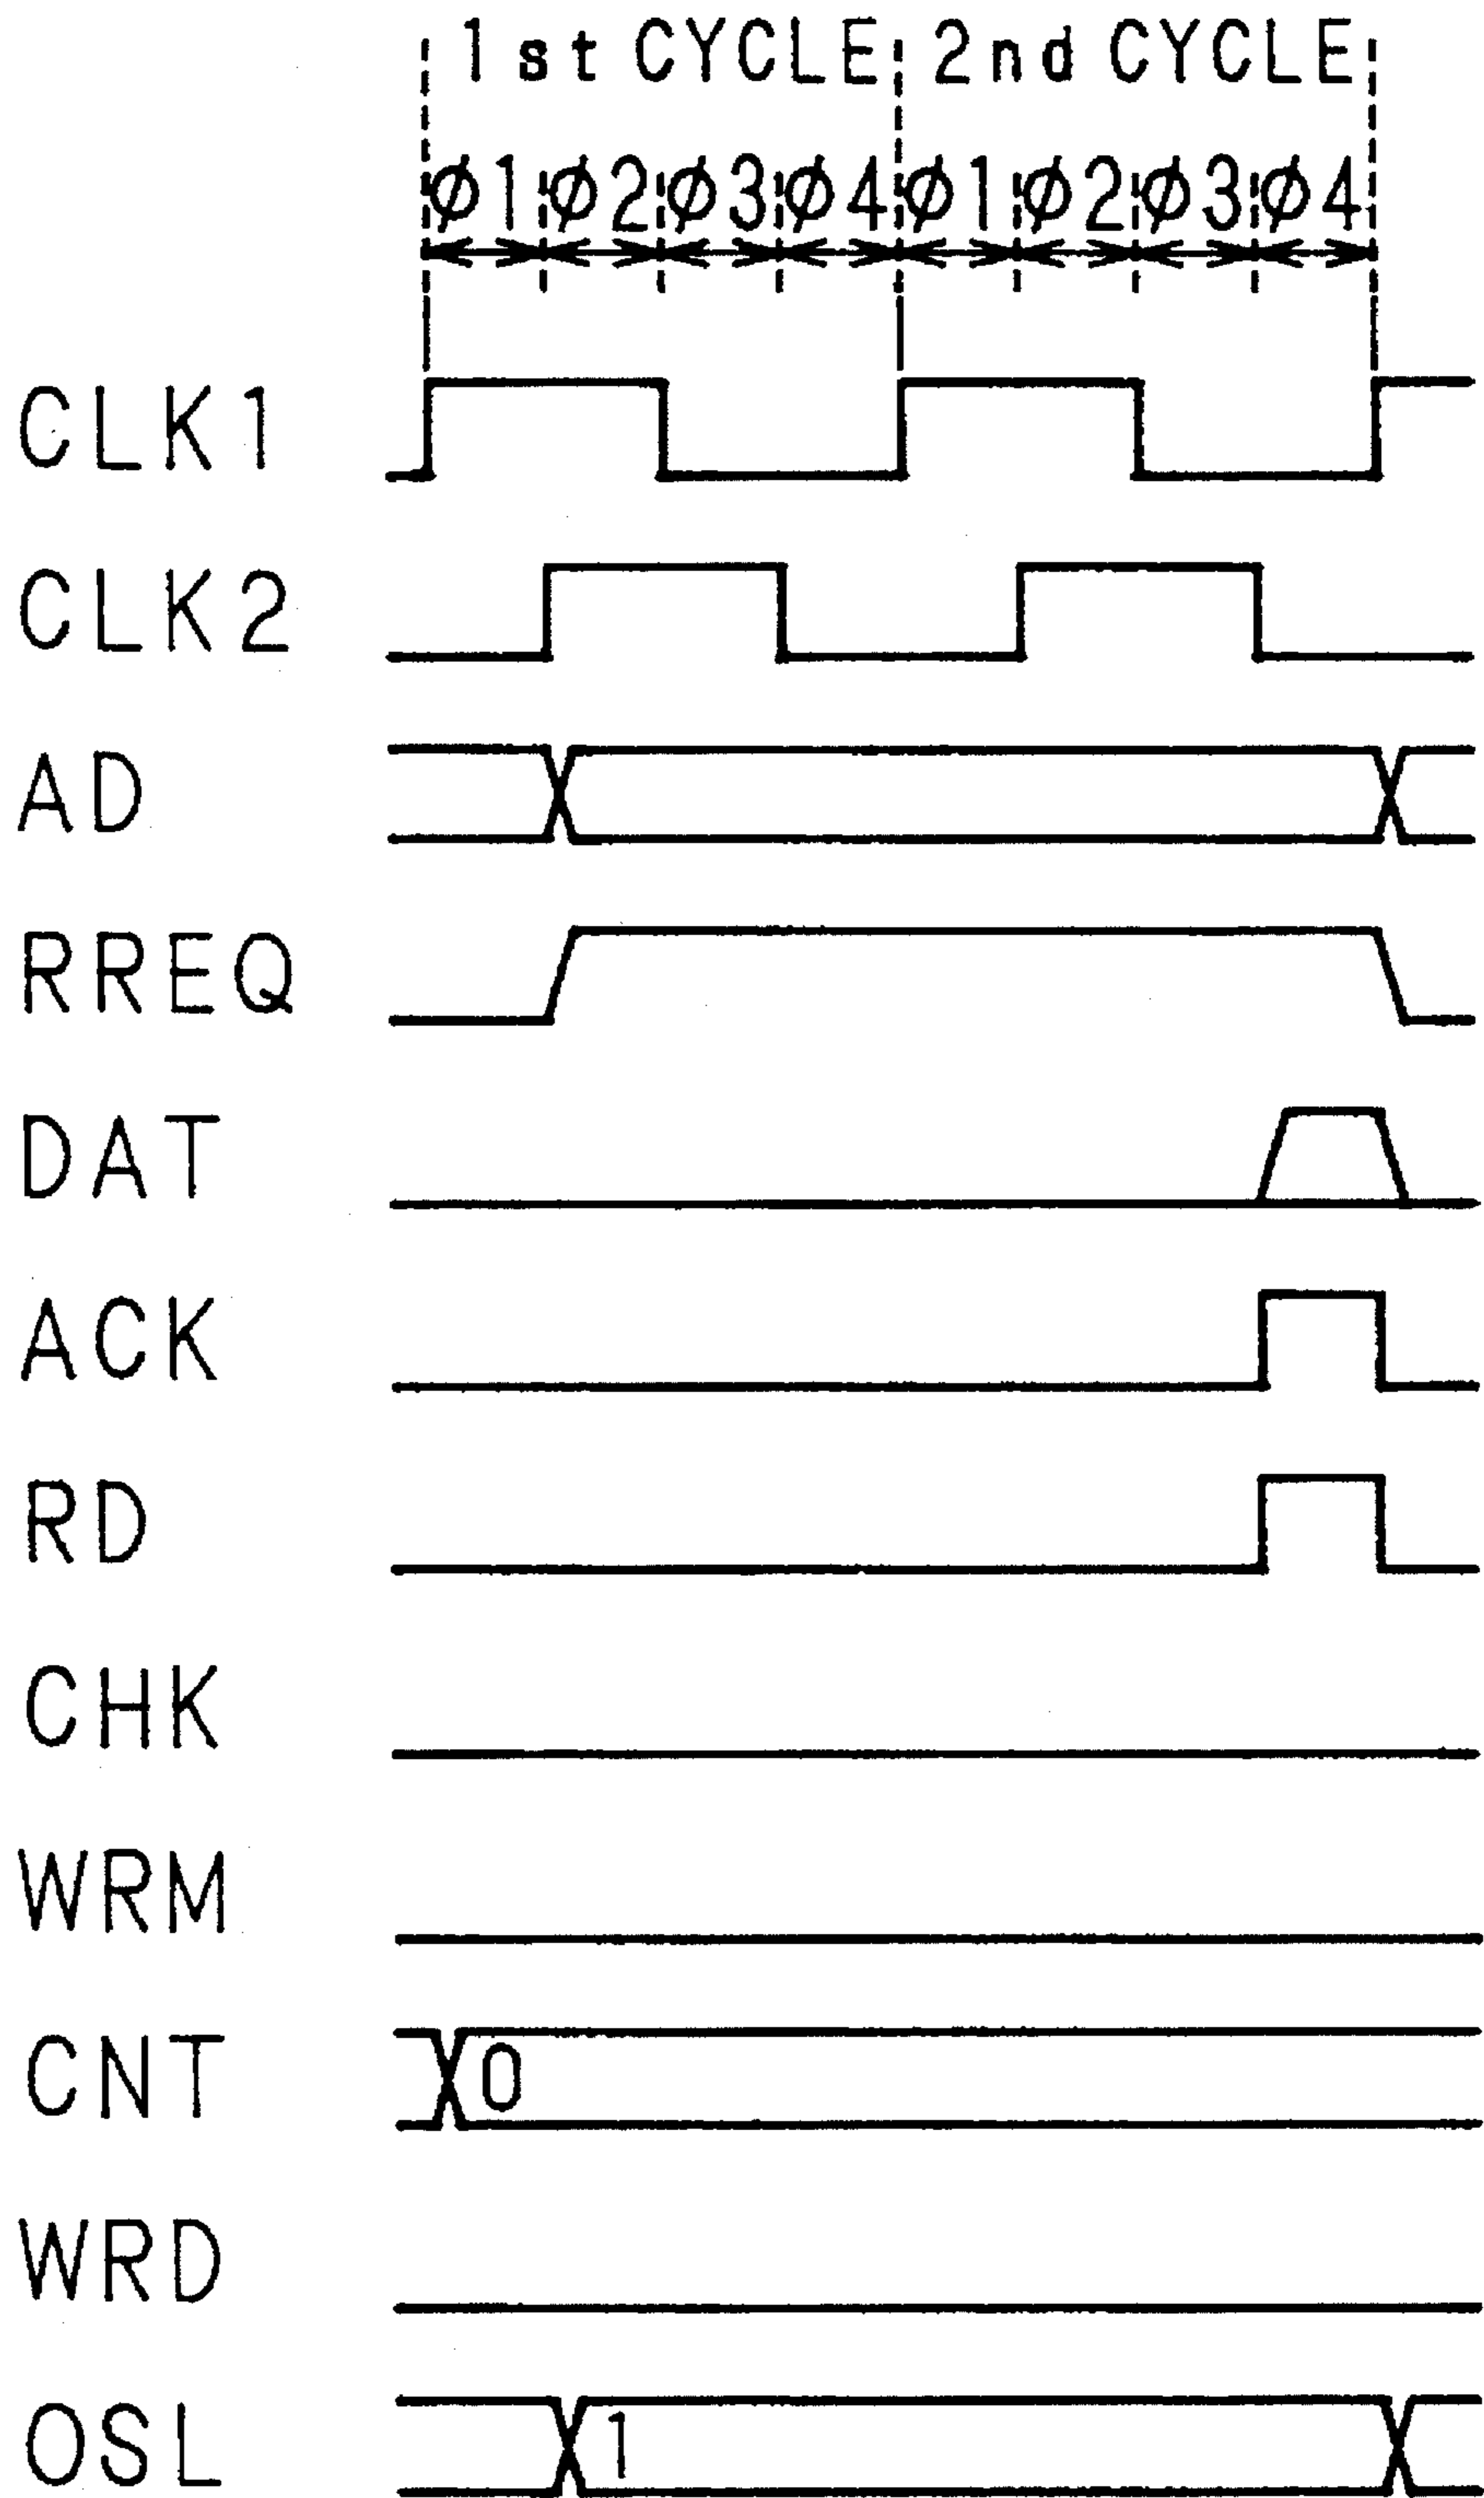 1st CYCLE 2nd CYCLE
φ1 φ2 φ3 φ4 φ1 φ2 φ3 φ4
CLK1
CLK2
AD
RREQ
DAT
ACK
RD
CHK
WRM
CNT 0
WRD
OSL 1